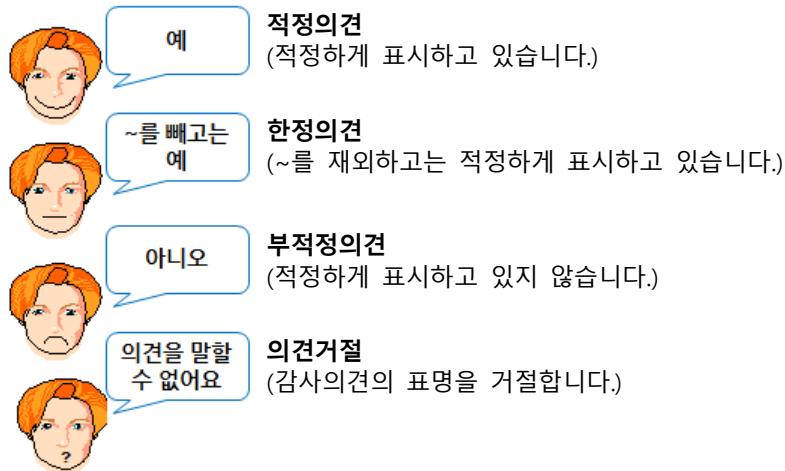 예
적정의견
(적정하게 표시하고 있습니다.)
~를 빼고는
예
한정의견
(~를 재외하고는 적정하게 표시하고 있습니다.)
아니오
부적정의견
(적정하게 표시하고 있지 않습니다.)
의견을 말할
수 없어요
의견거절
(감사의견의 표명을 거절합니다.)
?